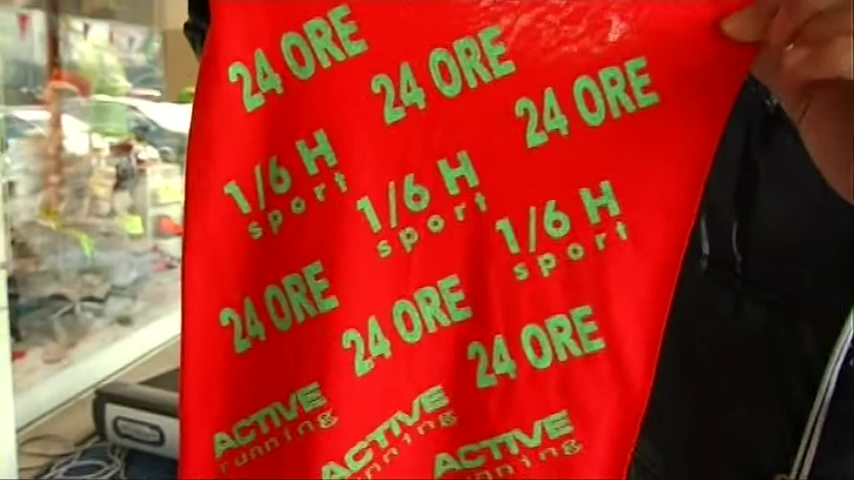 24 ORE 24 ORE 24 ORE
1/6 H 1/6 H 1/6 H
sport sport sport
24 ORE 24 ORE 24 ORE
ACTIVE ACTIVE ACTIVE
running running running